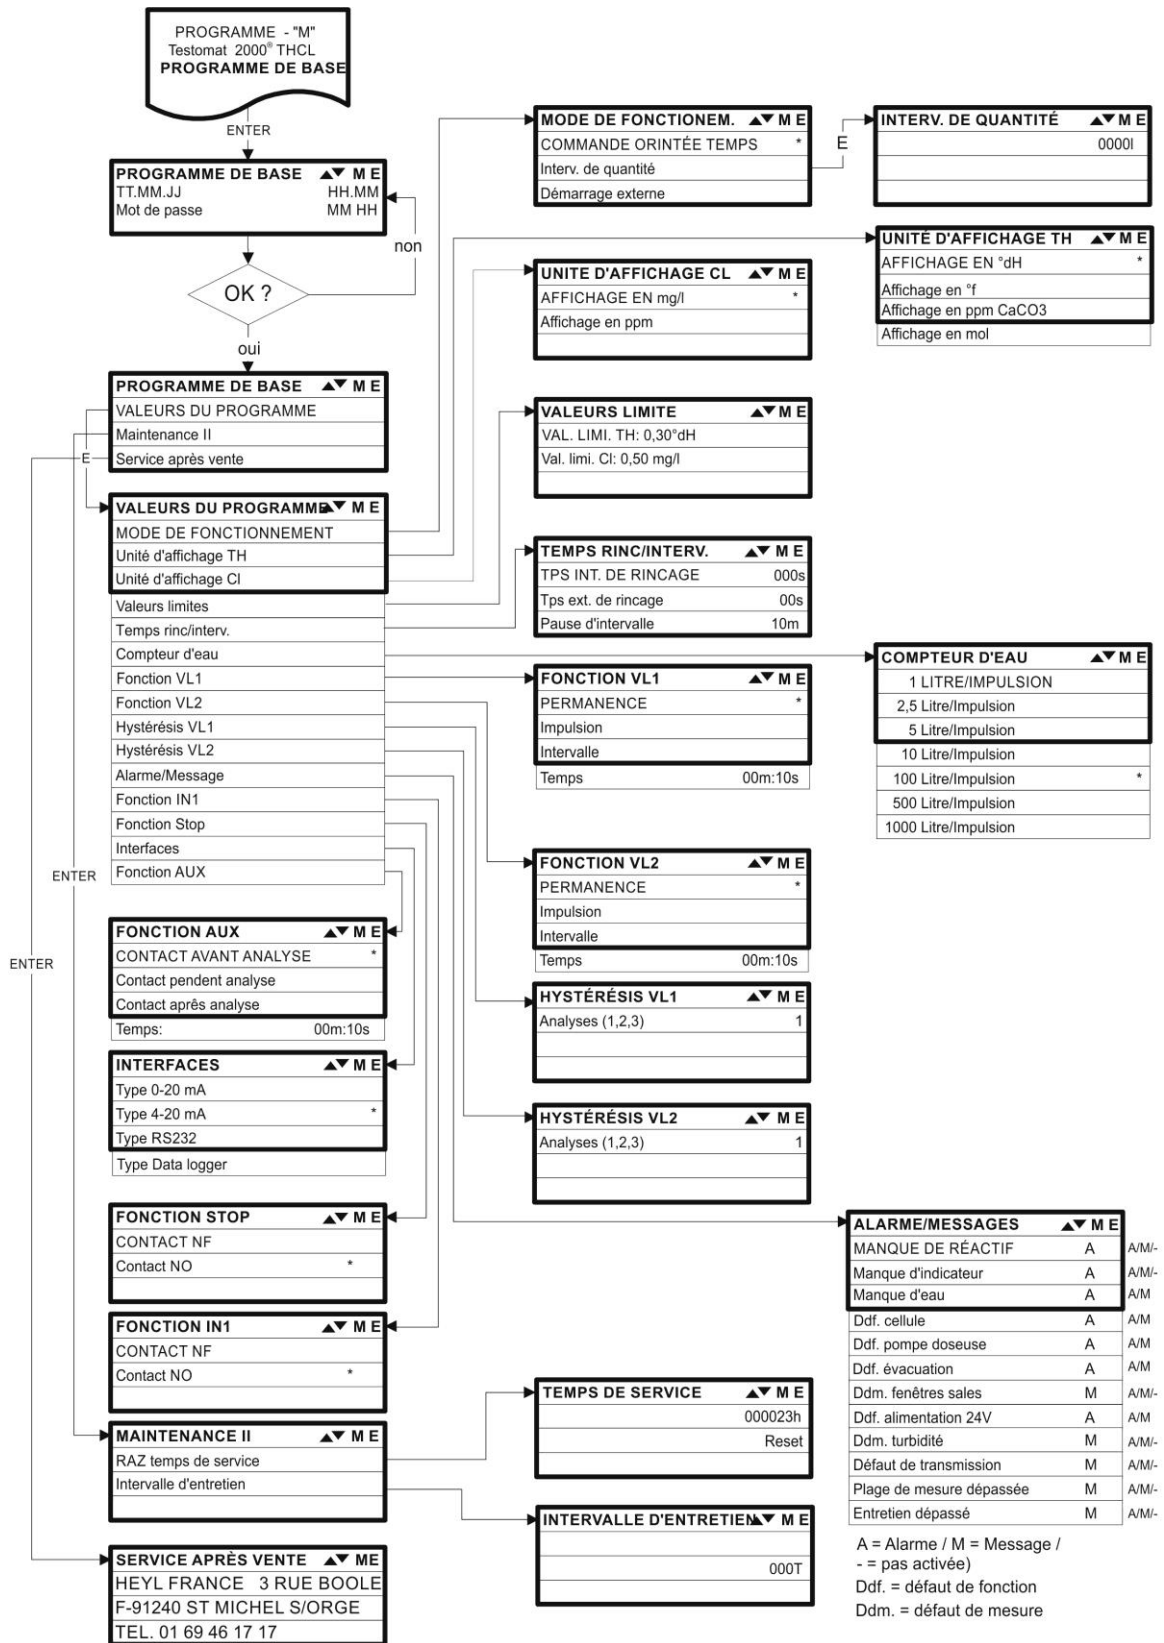 PROGRAMME - "M"
Testomat 2000® THCL
PROGRAMME DE BASE
ENTER
PROGRAMME DE BASE ▲▼ M E
TT.MM.JJ HH.MM
Mot de passe MM HH
non
OK ?
oui
PROGRAMME DE BASE ▲▼ M E
VALEURS DU PROGRAMME
Maintenance II
Service après vente
E
VALEURS DU PROGRAMME ▲▼ M E
MODE DE FONCTIONNEMENT
Unité d'affichage TH
Unité d'affichage Cl
Valeurs limites
Temps rinc/interv.
Compteur d'eau
Fonction VL1
Fonction VL2
Hystérésis VL1
Hystérésis VL2
Alarme/Message
Fonction IN1
Fonction Stop
Interfaces
Fonction AUX
ENTER
ENTER
FONCTION AUX ▲▼ M E
CONTACT AVANT ANALYSE *
Contact pendent analyse
Contact après analyse
Temps: 00m:10s
INTERFACES ▲▼ M E
Type 0-20 mA
Type 4-20 mA *
Type RS232
Type Data logger
FONCTION STOP ▲▼ M E
CONTACT NF
Contact NO *
FONCTION IN1 ▲▼ M E
CONTACT NF
Contact NO *
MAINTENANCE II ▲▼ M E
RAZ temps de service
Intervalle d'entretien
SERVICE APRÈS VENTE ▲▼ ME
HEYL FRANCE 3 RUE BOOLE
F-91240 ST MICHEL S/ORGE
TEL. 01 69 46 17 17
MODE DE FONCTIONEM. ▲▼ M E
COMMANDE ORINTÉE TEMPS *
Interv. de quantité
Démarrage externe
E
INTERV. DE QUANTITÉ ▲▼ M E
0000l
UNITÉ D'AFFICHAGE TH ▲▼ M E
AFFICHAGE EN °dH *
Affichage en °f
Affichage en ppm CaCO3
Affichage en mol
UNITE D'AFFICHAGE CL ▲▼ M E
AFFICHAGE EN mg/l *
Affichage en ppm
VALEURS LIMITE ▲▼ M E
VAL. LIMI. TH: 0,30°dH
Val. limi. Cl: 0,50 mg/l
TEMPS RINC/INTERV. ▲▼ M E
TPS INT. DE RINCAGE 000s
Tps ext. de rincage 00s
Pause d'intervalle 10m
COMPTEUR D'EAU ▲▼ M E
1 LITRE/IMPULSION
2,5 Litre/Impulsion
5 Litre/Impulsion
10 Litre/Impulsion
100 Litre/Impulsion *
500 Litre/Impulsion
1000 Litre/Impulsion
FONCTION VL1 ▲▼ M E
PERMANENCE *
Impulsion
Intervalle
Temps 00m:10s
FONCTION VL2 ▲▼ M E
PERMANENCE *
Impulsion
Intervalle
Temps 00m:10s
HYSTÉRÉSIS VL1 ▲▼ M E
Analyses (1,2,3) 1
HYSTÉRÉSIS VL2 ▲▼ M E
Analyses (1,2,3) 1
ALARME/MESSAGES ▲▼ M E
MANQUE DE RÉACTIF A A/M/-
Manque d'indicateur A A/M/-
Manque d'eau A A/M
Ddf. cellule A A/M
Ddf. pompe doseuse A A/M
Ddf. évacuation A A/M
Ddm. fenêtres sales M A/M/-
Ddf. alimentation 24V A A/M
Ddm. turbidité M A/M/-
Défaut de transmission M A/M/-
Plage de mesure dépassée M A/M/-
Entretien dépassé M A/M/-
A = Alarme / M = Message /
- = pas activée)
Ddf. = défaut de fonction
Ddm. = défaut de mesure
TEMPS DE SERVICE ▲▼ M E
000023h
Reset
INTERVALLE D'ENTRETIEN ▲▼ M E
000T